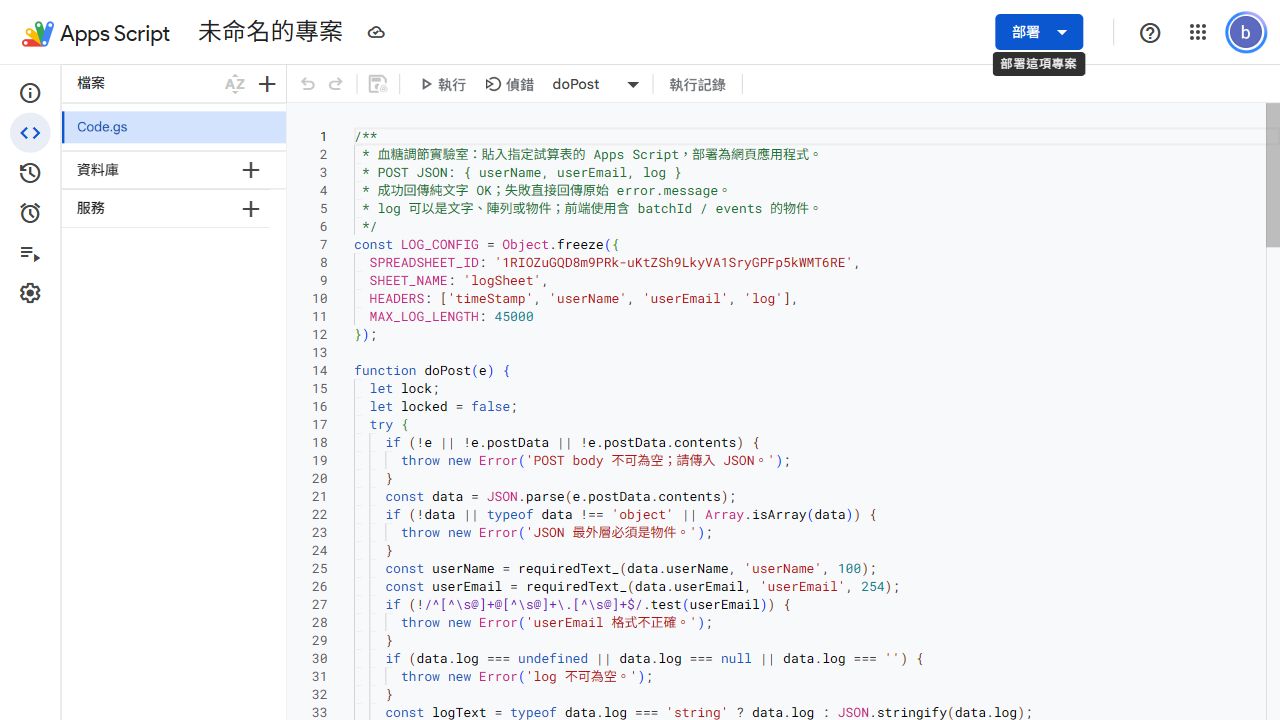 Apps Script
未命名的專案
部署
b
部署這項專案
檔案
AZ
執行
偵錯
doPost
執行記錄
Code.gs
資料庫
服務
1 /**
2 * 血糖調節實驗室：貼入指定試算表的 Apps Script，部署為網頁應用程式。
3 * POST JSON: { userName, userEmail, log }
4 * 成功回傳純文字 OK；失敗直接回傳原始 error.message。
5 * log 可以是文字、陣列或物件；前端使用含 batchId / events 的物件。
6 */
7 const LOG_CONFIG = Object.freeze({
8 SPREADSHEET_ID: '1RIOZuGQD8m9PRk-uKtZSh9LkyVA1SryGPFp5kWMT6RE',
9 SHEET_NAME: 'logSheet',
10 HEADERS: ['timeStamp', 'userName', 'userEmail', 'log'],
11 MAX_LOG_LENGTH: 45000
12 });
13
14 function doPost(e) {
15 let lock;
16 let locked = false;
17 try {
18 if (!e || !e.postData || !e.postData.contents) {
19 throw new Error('POST body 不可為空；請傳入 JSON。');
20 }
21 const data = JSON.parse(e.postData.contents);
22 if (!data || typeof data !== 'object' || Array.isArray(data)) {
23 throw new Error('JSON 最外層必須是物件。');
24 }
25 const userName = requiredText_(data.userName, 'userName', 100);
26 const userEmail = requiredText_(data.userEmail, 'userEmail', 254);
27 if (!/^[^\s@]+@[^\s@]+\.[^\s@]+$/.test(userEmail)) {
28 throw new Error('userEmail 格式不正確。');
29 }
30 if (data.log === undefined || data.log === null || data.log === '') {
31 throw new Error('log 不可為空。');
32 }
33 const logText = typeof data.log === 'string' ? data.log : JSON.stringify(data.log);